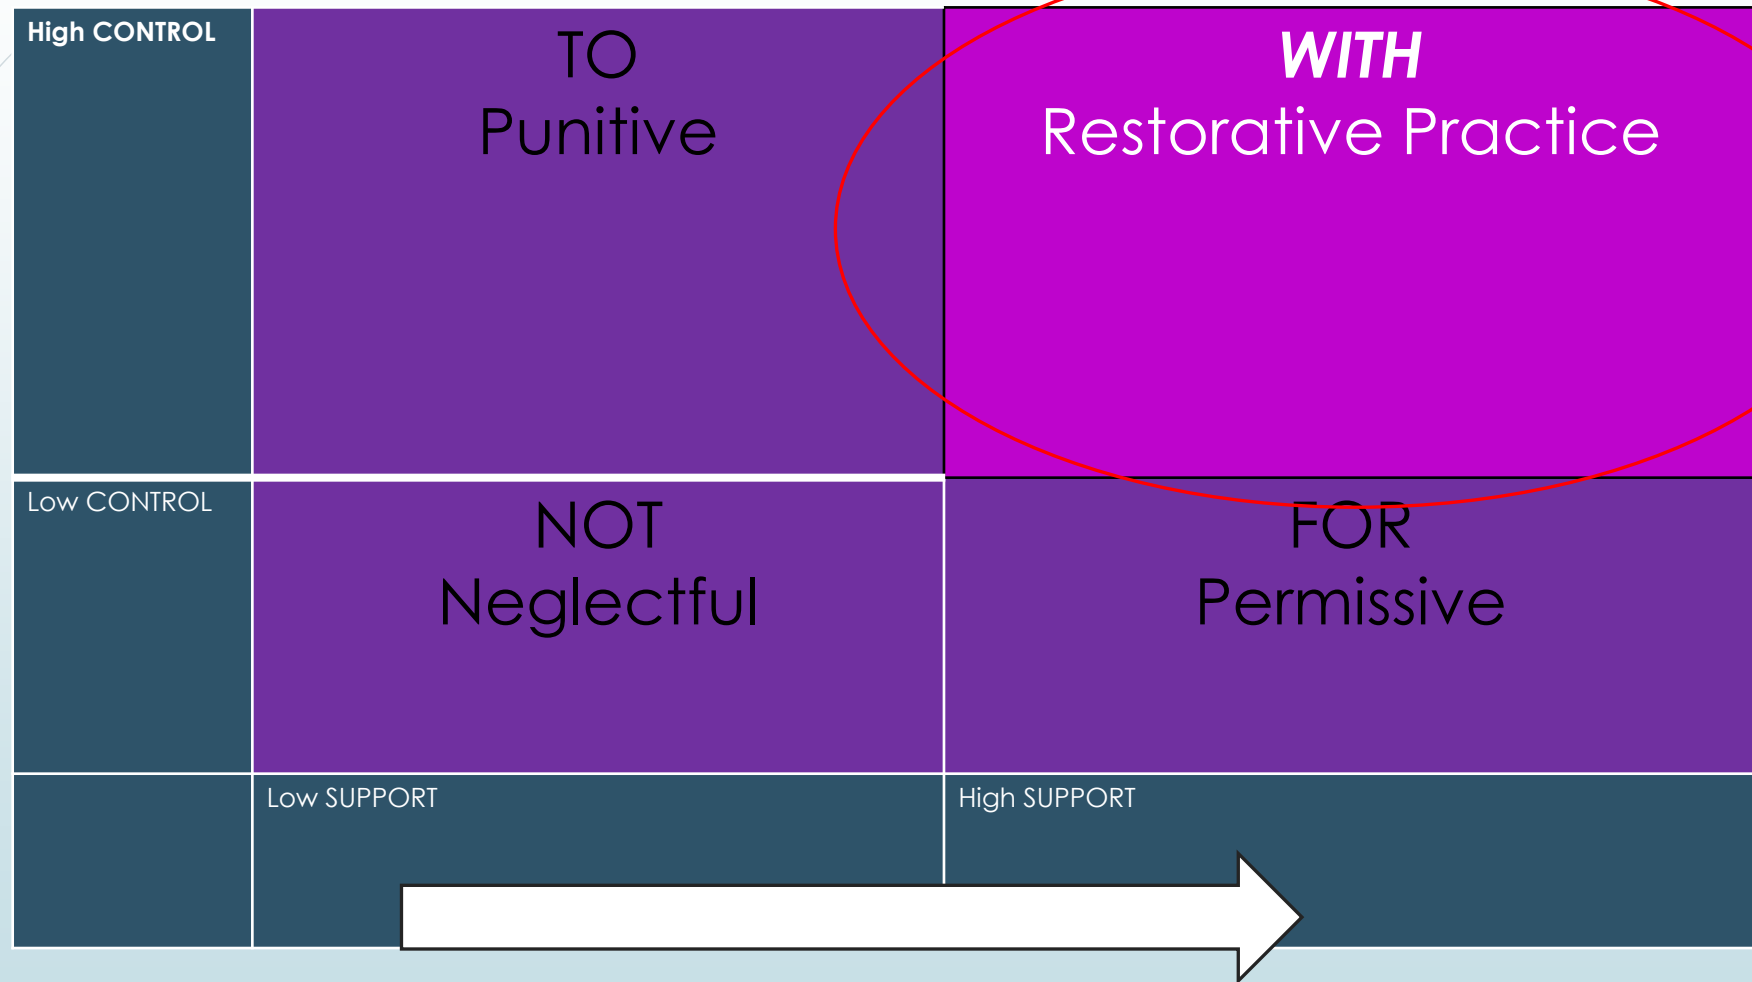 High CONTROL
TO
Punitive
WITH
Restorative Practice
Low CONTROL
NOT
Neglectful
FOR
Permissive
Low SUPPORT
High SUPPORT